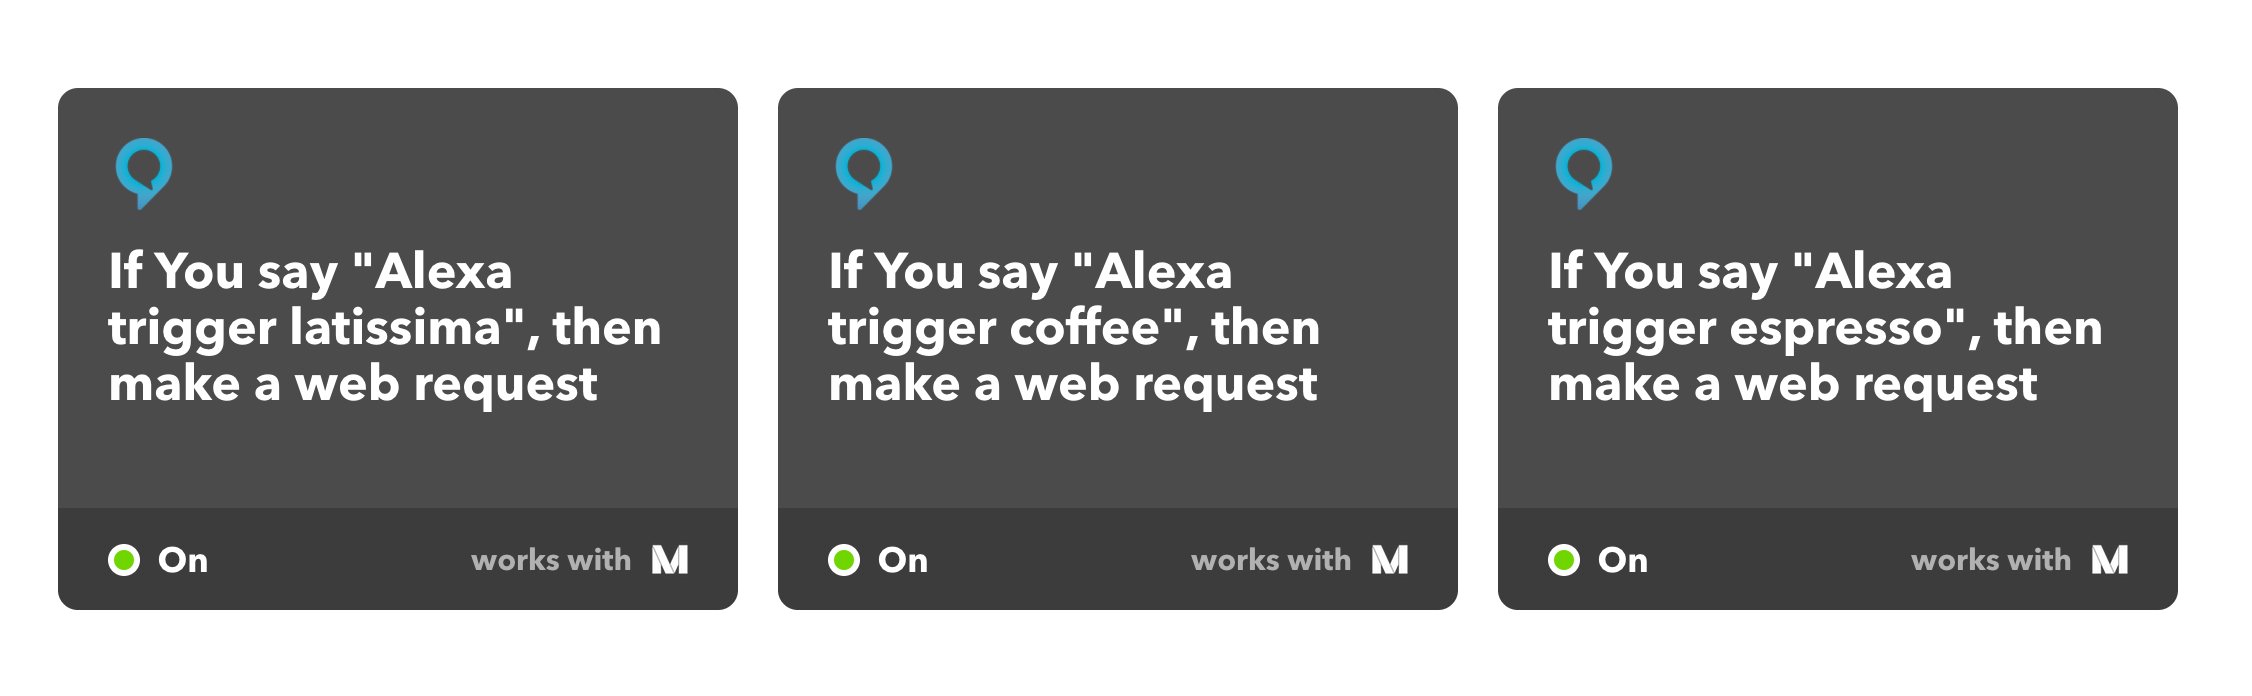 If You say "Alexa
trigger latissima", then
make a web request
On
works with M
If You say "Alexa
trigger coffee", then
make a web request
On
works with M
If You say "Alexa
trigger espresso", then
make a web request
On
works with M